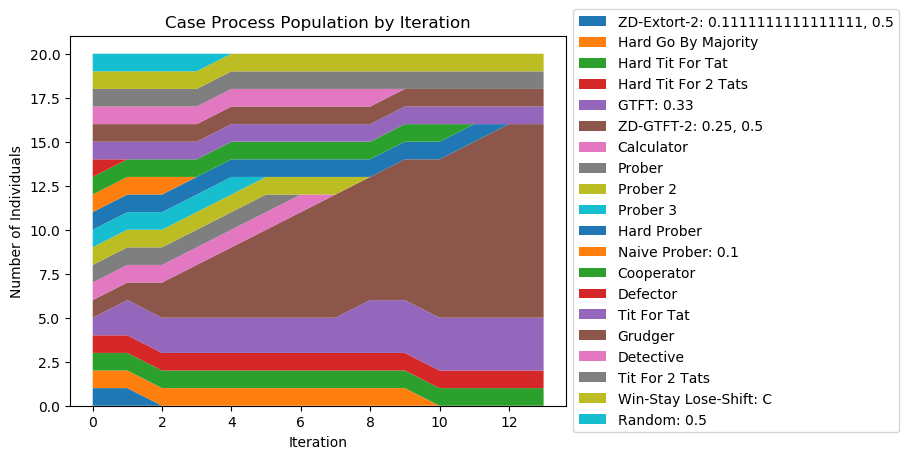 Case Process Population by Iteration
Number of Individuals
20.0
17.5
15.0
12.5
10.0
7.5
5.0
2.5
0.0
0
2
4
6
8
10
12
Iteration
ZD-Extort-2: 0.1111111111111111, 0.5
Hard Go By Majority
Hard Tit For Tat
Hard Tit For 2 Tats
GTFT: 0.33
ZD-GTFT-2: 0.25, 0.5
Calculator
Prober
Prober 2
Prober 3
Hard Prober
Naive Prober: 0.1
Cooperator
Defector
Tit For Tat
Grudger
Detective
Tit For 2 Tats
Win-Stay Lose-Shift: C
Random: 0.5